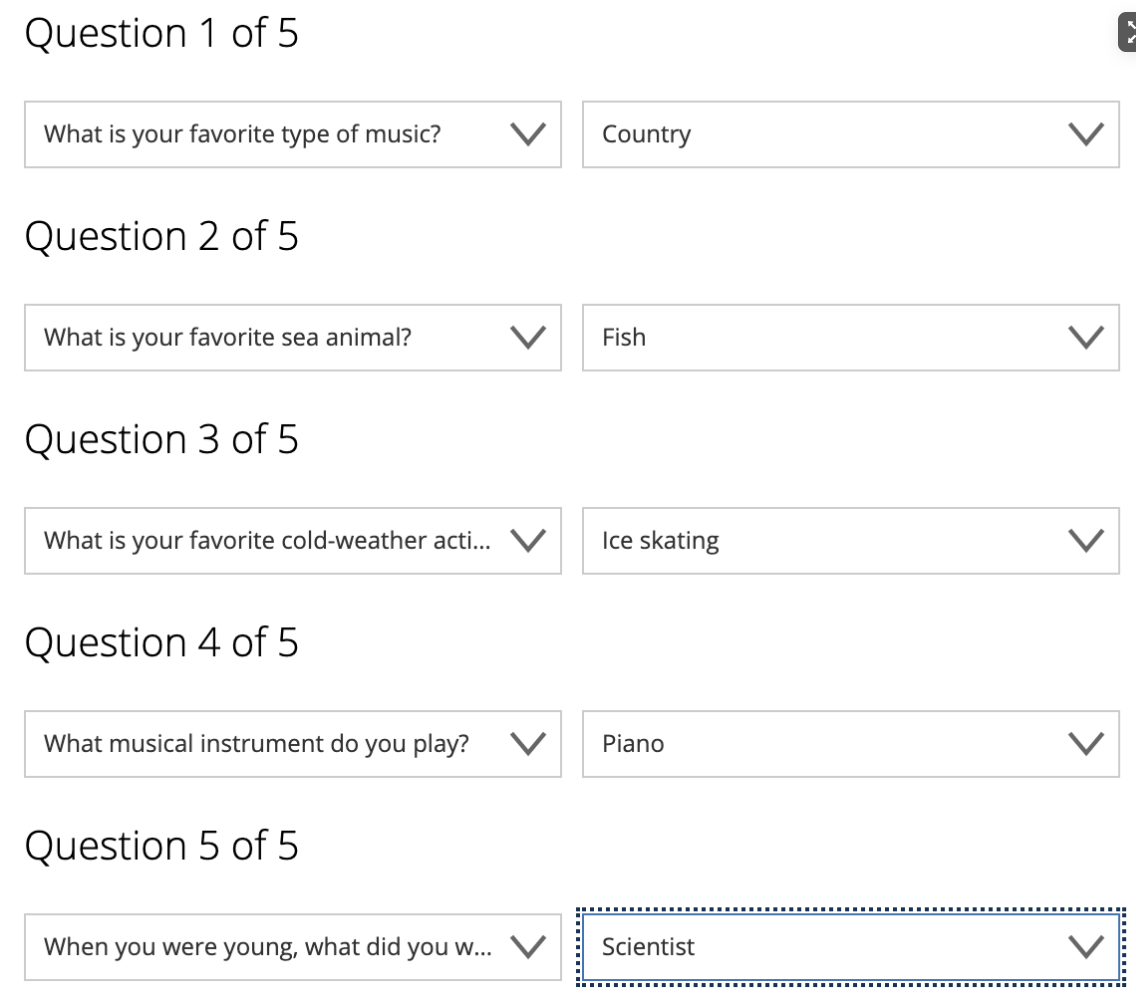 Question 1 of 5
What is your favorite type of music? Country
Question 2 of 5
What is your favorite sea animal? Fish
Question 3 of 5
What is your favorite cold-weather acti... Ice skating
Question 4 of 5
What musical instrument do you play? Piano
Question 5 of 5
When you were young, what did you w... Scientist